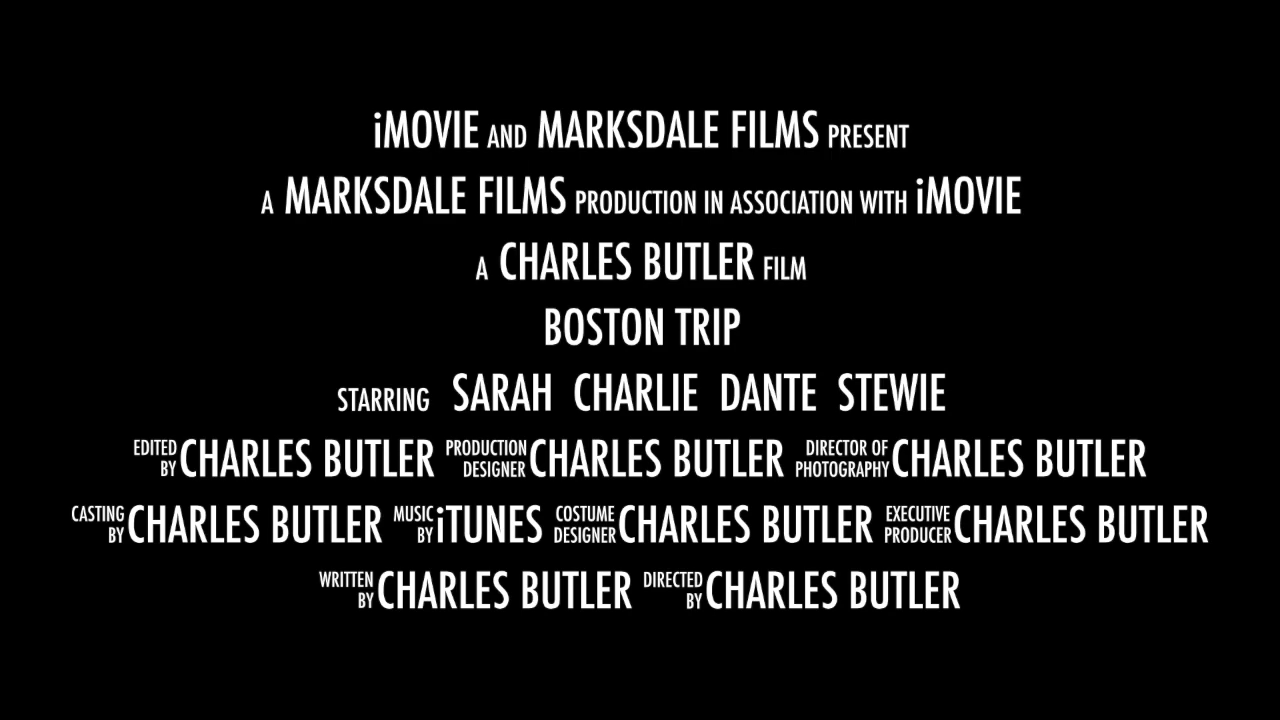 iMOVIE AND MARKSDALE FILMS PRESENT
A MARKSDALE FILMS PRODUCTION IN ASSOCIATION WITH iMOVIE
A CHARLES BUTLER FILM
BOSTON TRIP
STARRING SARAH CHARLIE DANTE STEWIE
EDITED BY CHARLES BUTLER PRODUCTION DESIGNER CHARLES BUTLER DIRECTOR OF PHOTOGRAPHY CHARLES BUTLER
CASTING BY CHARLES BUTLER MUSIC BY iTUNES COSTUME DESIGNER CHARLES BUTLER EXECUTIVE PRODUCER CHARLES BUTLER
WRITTEN BY CHARLES BUTLER DIRECTED BY CHARLES BUTLER